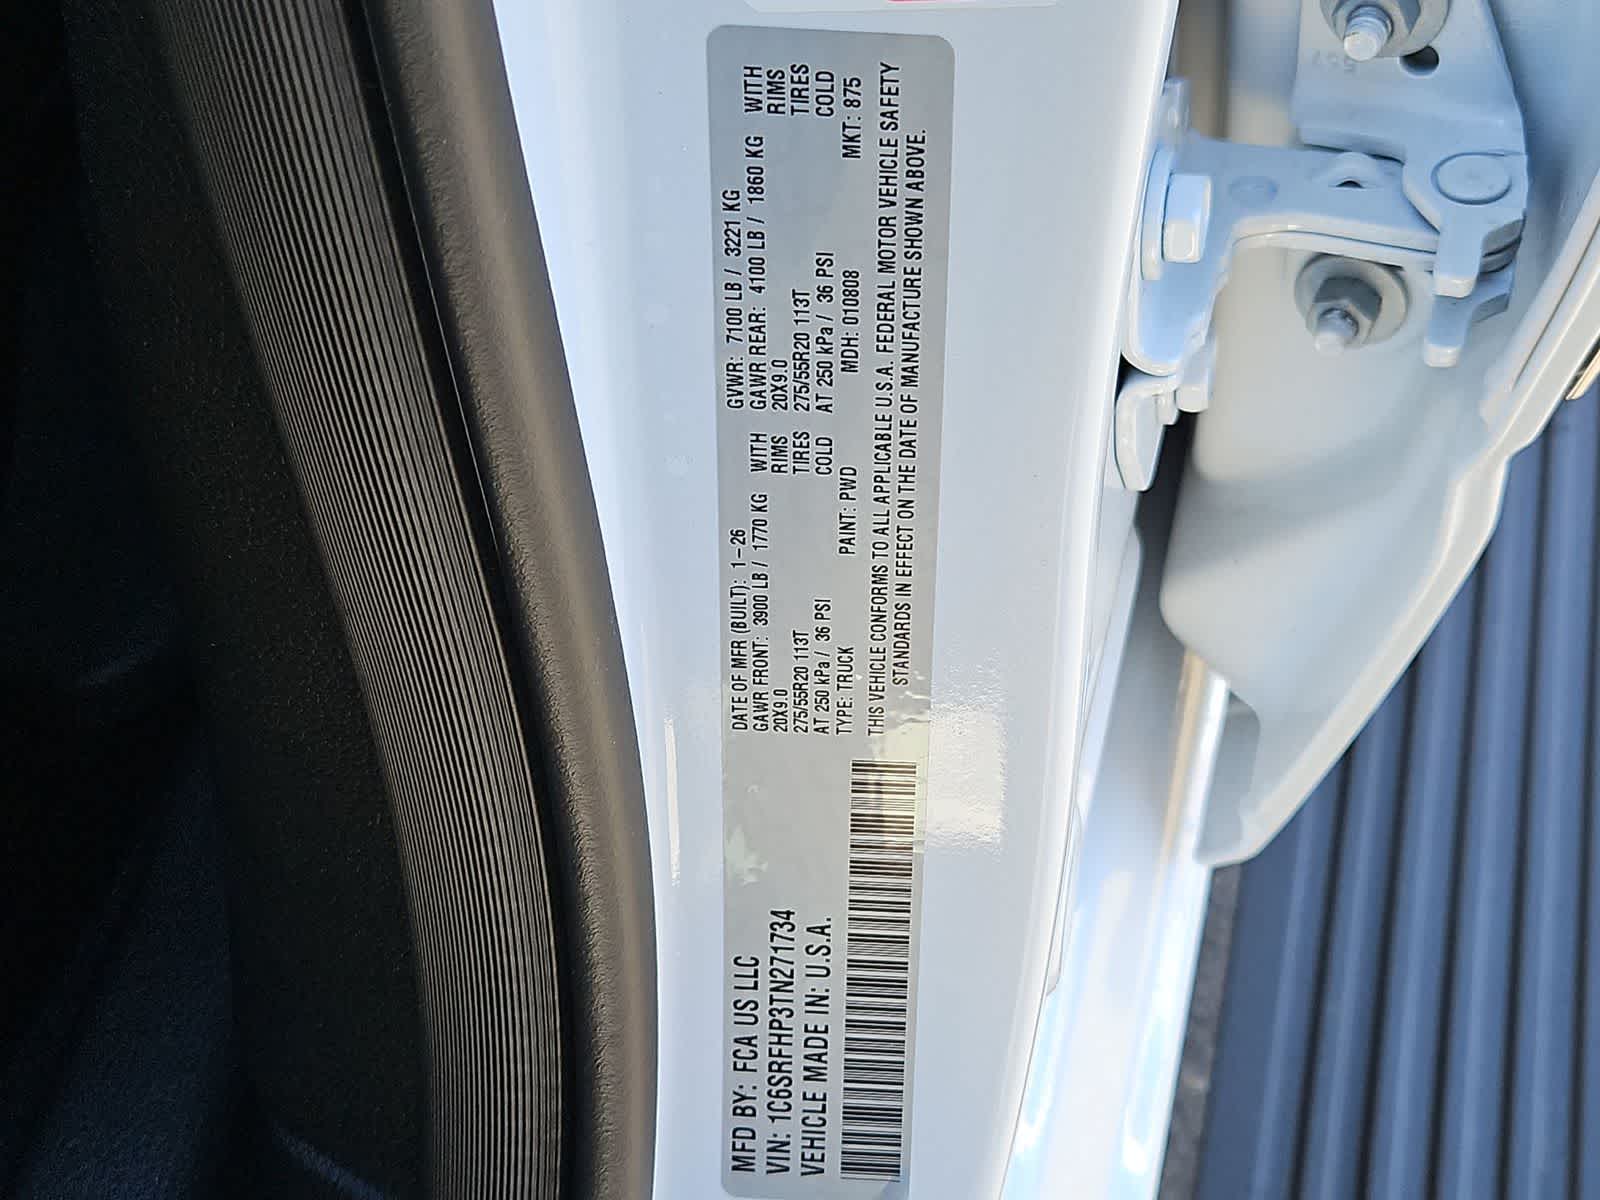 MFD BY: FCA US LLC
VIN: 1C6SRFHP3TN271734
VEHICLE MADE IN: U.S.A.
DATE OF MFR (BUILT): 1-26
GAWR FRONT: 3900 LB / 1770 KG WITH
20X9.0 RIMS
275/55R20 113T TIRES
AT 250 kPa / 36 PSI COLD
TYPE: TRUCK PAINT: PWD
GVWR: 7100 LB / 3221 KG
GAWR REAR: 4100 LB / 1860 KG WITH
20X9.0 RIMS
275/55R20 113T TIRES
AT 250 kPa / 36 PSI COLD
MDH: 010808 MKT: 875
THIS VEHICLE CONFORMS TO ALL APPLICABLE U.S.A. FEDERAL MOTOR VEHICLE SAFETY
STANDARDS IN EFFECT ON THE DATE OF MANUFACTURE SHOWN ABOVE.